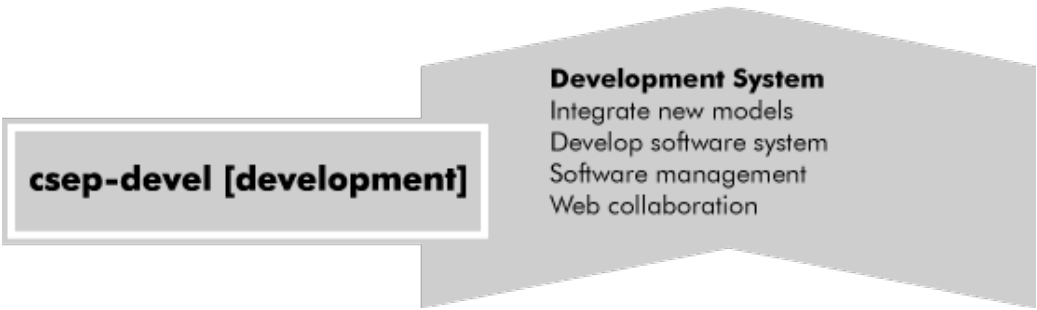 csep-devel [development]
Development System
Integrate new models
Develop software system
Software management
Web collaboration